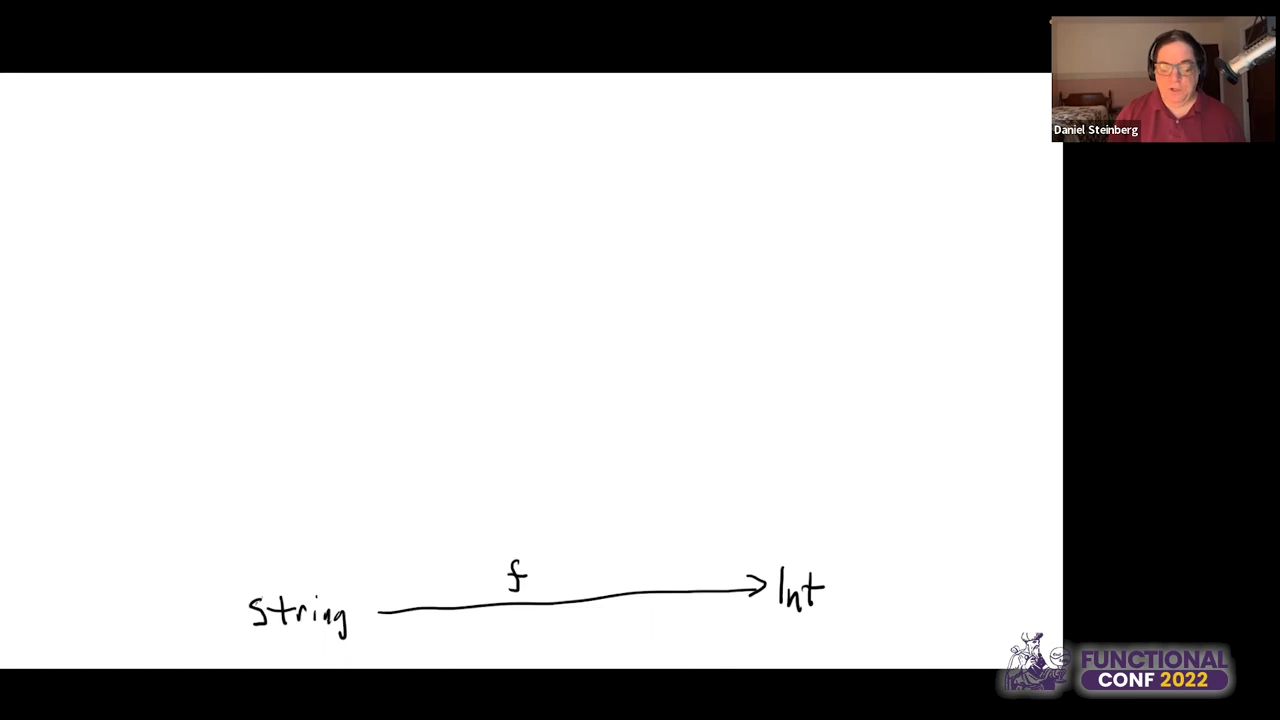 Daniel Steinberg
f
String Int
FUNCTIONAL
CONF 2022